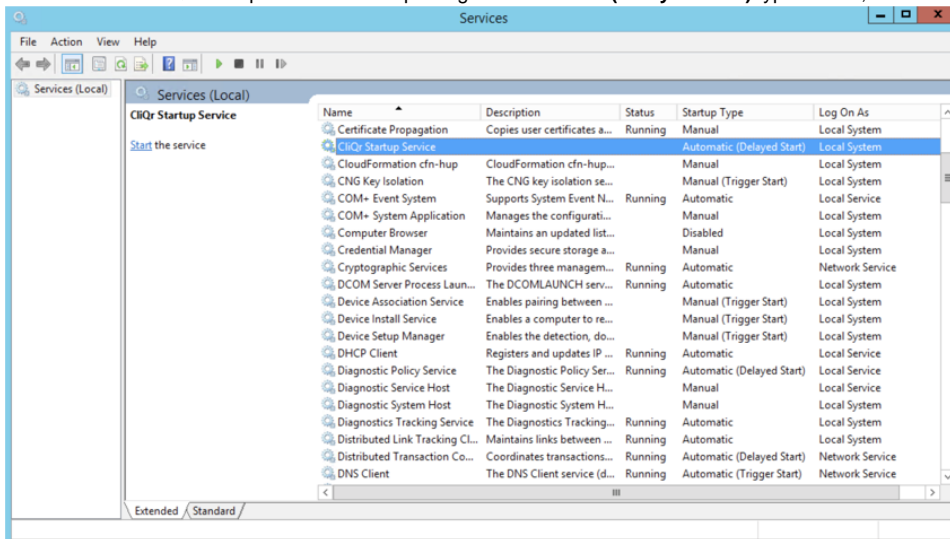 Services
File Action View Help
Services (Local)
Services (Local)
CliQr Startup Service
Start the service
Name Description Status Startup Type Log On As
Certificate Propagation Copies user certificates a... Running Manual Local System
CliQr Startup Service Automatic (Delayed Start) Local System
CloudFormation cfn-hup CloudFormation cfn-hup... Manual Local System
CNG Key Isolation The CNG key isolation se... Manual (Trigger Start) Local System
COM+ Event System Supports System Event N... Running Automatic Local Service
COM+ System Application Manages the configurati... Manual Local System
Computer Browser Maintains an updated list... Disabled Local System
Credential Manager Provides secure storage a... Manual Local System
Cryptographic Services Provides three managem... Running Automatic Network Service
DCOM Server Process Laun... The DCOMLAUNCH serv... Running Automatic Local System
Device Association Service Enables pairing between ... Manual (Trigger Start) Local System
Device Install Service Enables a computer to re... Manual (Trigger Start) Local System
Device Setup Manager Enables the detection, do... Manual (Trigger Start) Local System
DHCP Client Registers and updates IP ... Running Automatic Local Service
Diagnostic Policy Service The Diagnostic Policy Ser... Running Automatic (Delayed Start) Local Service
Diagnostic Service Host The Diagnostic Service H... Manual Local Service
Diagnostic System Host The Diagnostic System H... Manual Local System
Diagnostics Tracking Service The Diagnostics Tracking... Running Automatic Local System
Distributed Link Tracking Cl... Maintains links between ... Running Automatic Local System
Distributed Transaction Co... Coordinates transactions... Running Automatic (Delayed Start) Network Service
DNS Client The DNS Client service (d... Running Automatic (Trigger Start) Network Service
Extended Standard